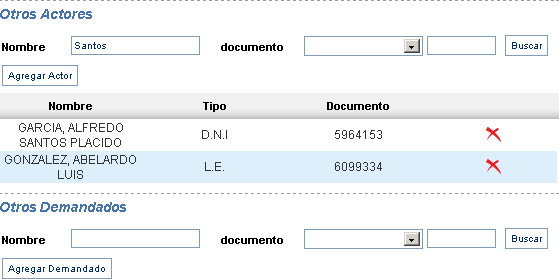 Otros Actores
Nombre Santos documento Buscar
Agregar Actor
Nombre Tipo Documento
GARCIA, ALFREDO
SANTOS PLACIDO D.N.I 5964153
GONZALEZ, ABELARDO
LUIS L.E. 6099334
Otros Demandados
Nombre documento Buscar
Agregar Demandado